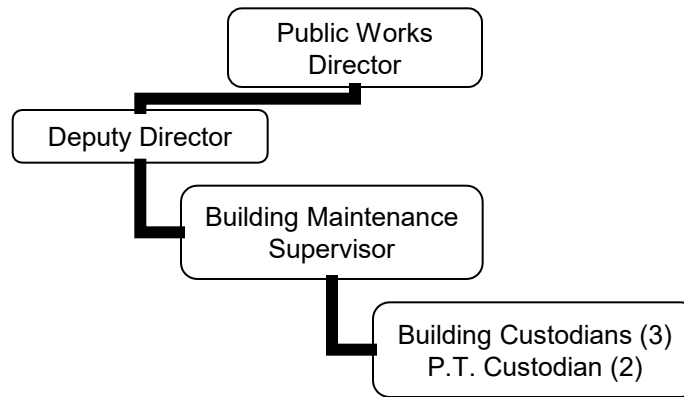 Public Works
Director
Deputy Director
Building Maintenance
Supervisor
Building Custodians (3)
P.T. Custodian (2)